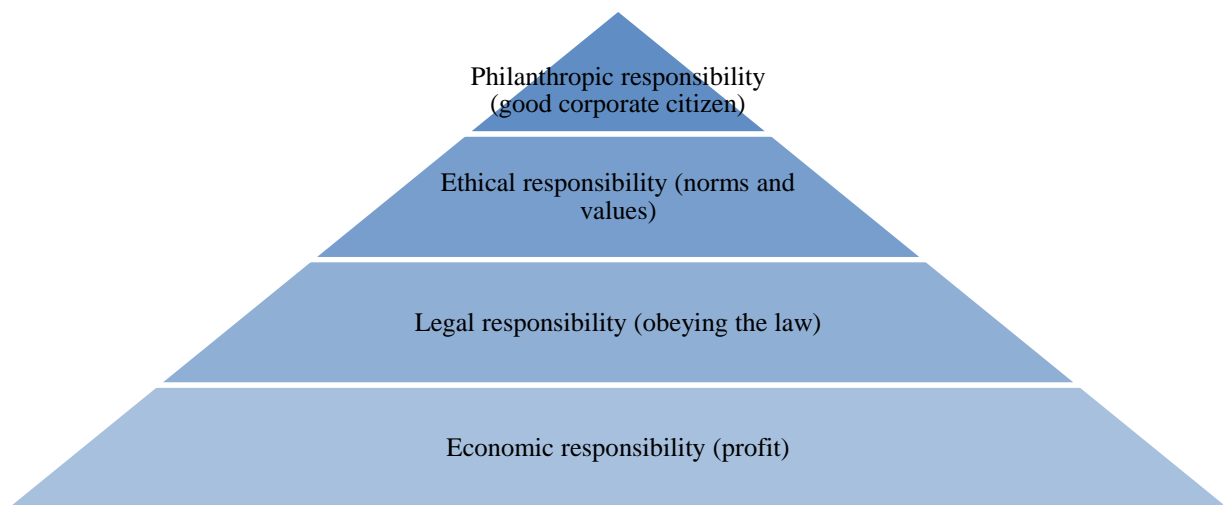 Philanthropic responsibility
(good corporate citizen)
Ethical responsibility (norms and
values)
Legal responsibility (obeying the law)
Economic responsibility (profit)